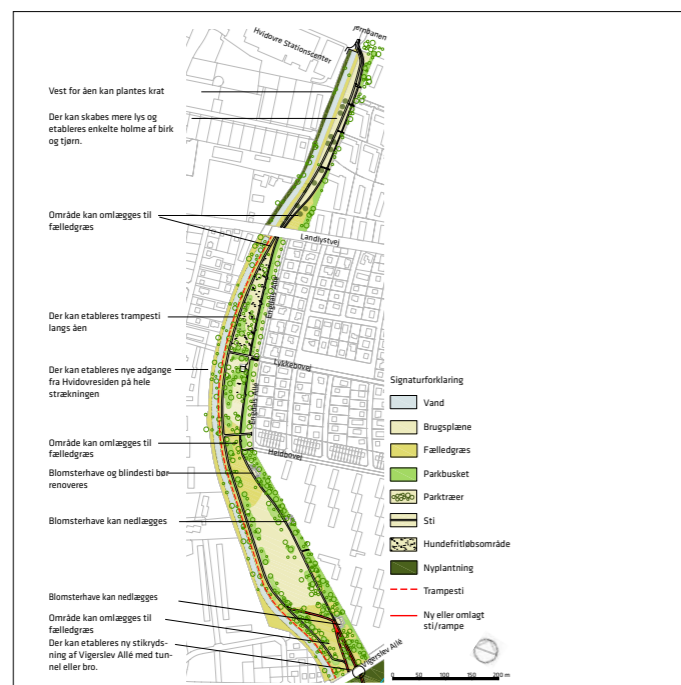 Jernbanen
Hvidovre Stationscenter
Vest for åen kan plantes krat
Der kan skabes mere lys og
etableres enkelte holme af birk
og tjørn.
Område kan omlægges til
fælledgræs
Landlystvej
Engdals Allé
Der kan etableres trampesti
langs åen
Lykkebovej
Der kan etableres nye adgange
fra Hvidovresiden på hele
strækningen
Engdals Allé
Område kan omlægges til
fælledgræs
Heidbovej
Blomsterhave og blindesti bør
renoveres
Blomsterhave kan nedlægges
Blomsterhave kan nedlægges
Område kan omlægges til
fælledgræs
Der kan etableres ny stikryds-
ning af Vigerslev Allé med tun-
nel eller bro.
Vigerslev Allé
Signaturforklaring
Vand
Brugsplæne
Fælledgræs
Parkbusket
Parktræer
Sti
Hundefritløbsområde
Nyplantning
Trampesti
Ny eller omlagt
sti/rampe
0 50 100 150 200 m